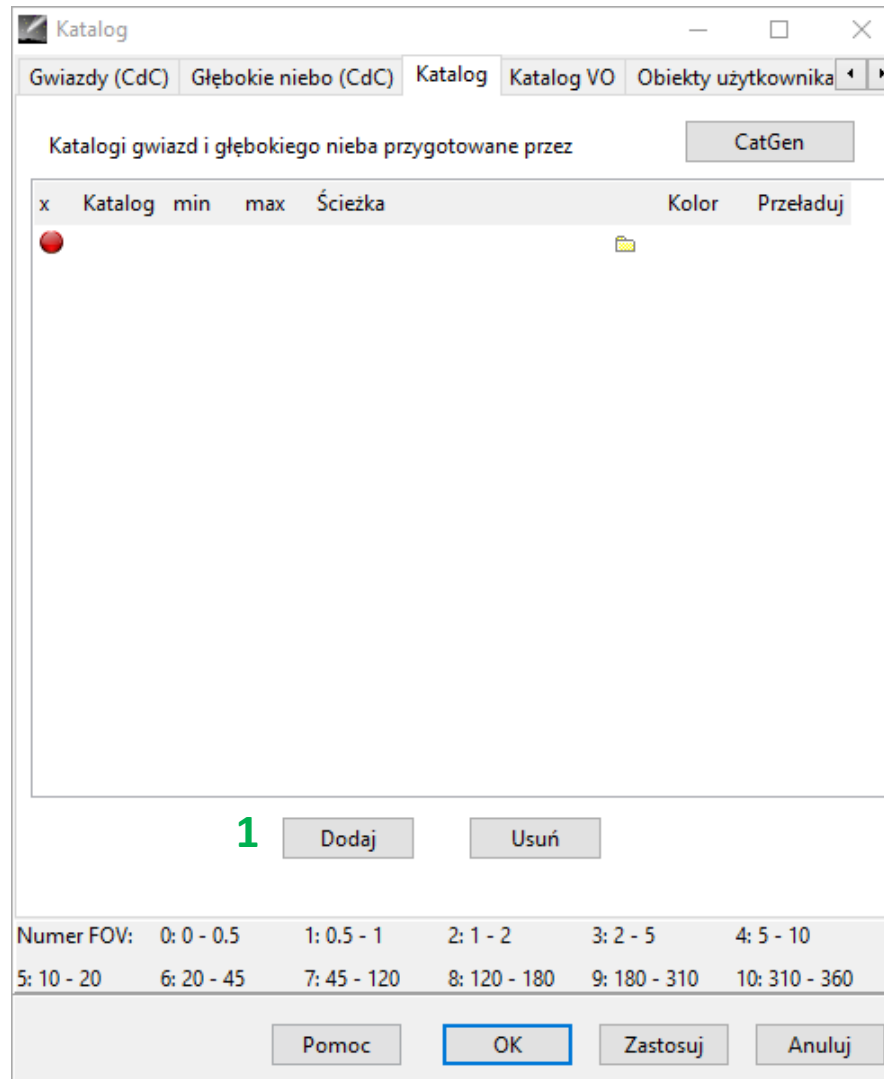 Katalog
Gwiazdy (CdC) Głębokie niebo (CdC) Katalog Katalog VO Obiekty użytkownika
Katalogi gwiazd i głębokiego nieba przygotowane przez CatGen
x Katalog min max Ścieżka Kolor Przeładuj
1 Dodaj Usuń
Numer FOV: 0: 0 - 0.5 1: 0.5 - 1 2: 1 - 2 3: 2 - 5 4: 5 - 10
5: 10 - 20 6: 20 - 45 7: 45 - 120 8: 120 - 180 9: 180 - 310 10: 310 - 360
Pomoc OK Zastosuj Anuluj